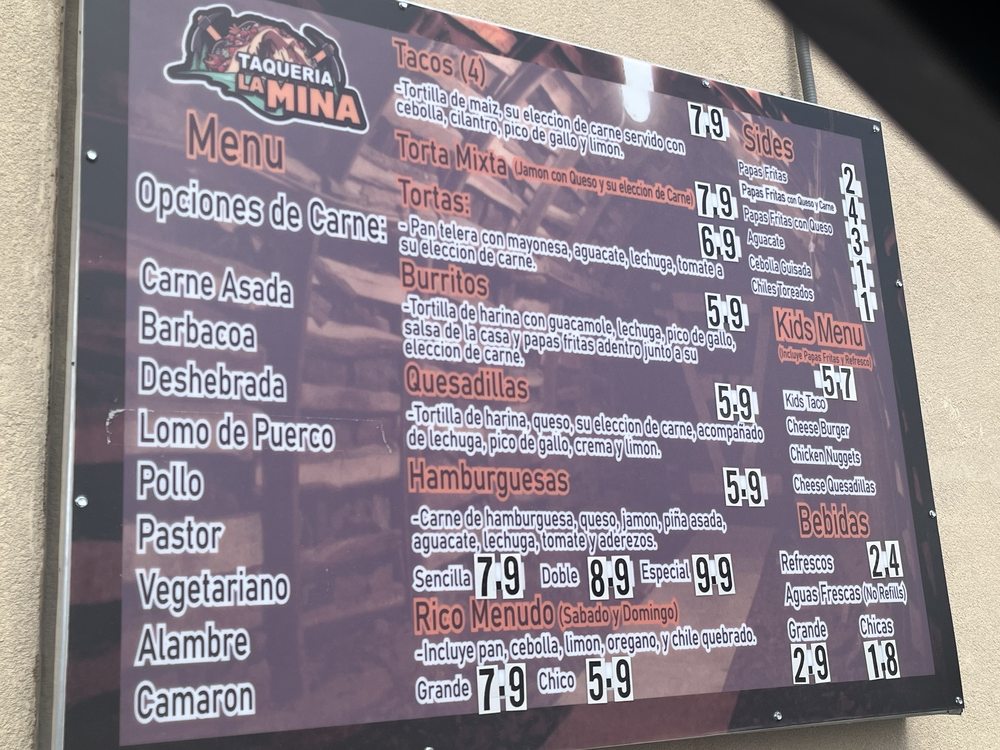 TAQUERIA
LA MINA
Menu
Opciones de Carne:
Carne Asada
Barbacoa
Deshebrada
Lomo de Puerco
Pollo
Pastor
Vegetariano
Alambre
Camaron
Tacos (4)
-Tortilla de maiz, su eleccion de carne servido con
cebolla, cilantro, pico de gallo y limon.
7.9
Torta Mixta (Jamon con Queso y su eleccion de Carne) 7.9
Tortas:
6.9
- Pan telera con mayonesa, aguacate, lechuga, tomate a
su eleccion de carne.
Burritos
5.9
-Tortilla de harina con guacamole, lechuga, pico de gallo,
salsa de la casa y papas fritas adentro junto a su
eleccion de carne.
Quesadillas
5.9
-Tortilla de harina, queso, su eleccion de carne, acompañado
de lechuga, pico de gallo, crema y limon.
Hamburguesas
5.9
-Carne de hamburguesa, queso, jamon, piña asada,
aguacate, lechuga, tomate y aderezos.
Sencilla 7.9 Doble 8.9 Especial 9.9
Rico Menudo (Sabado y Domingo)
-Incluye pan, cebolla, limon, oregano, y chile quebrado.
Grande 7.9 Chico 5.9
Sides
Papas Fritas 2
Papas Fritas con Queso y Carne 4
Papas Fritas con Queso 3
Aguacate 1
Cebolla Guisada 1
Chiles Toreados
Kids Menu
(Incluye Papas Fritas y Refresco)
5.7
Kids Taco
Cheese Burger
Chicken Nuggets
Cheese Quesadillas
Bebidas
Refrescos 2.4
Aguas Frescas (No Refills)
Grande Chicas
2.9 1.8